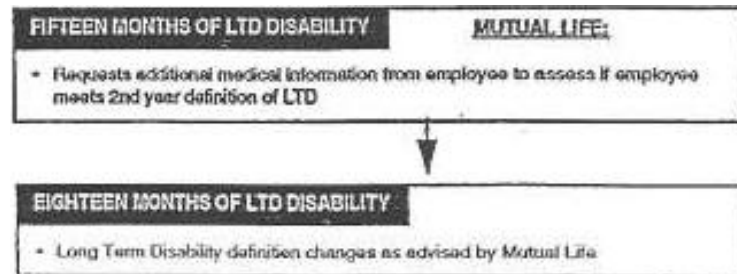 FIFTEEN MONTHS OF LTD DISABILITY MUTUAL LIFE:
• Requests additional medical information from employee to assess if employee
meets 2nd year definition of LTD
EIGHTEEN MONTHS OF LTD DISABILITY
• Long Term Disability definition changes as advised by Mutual Life